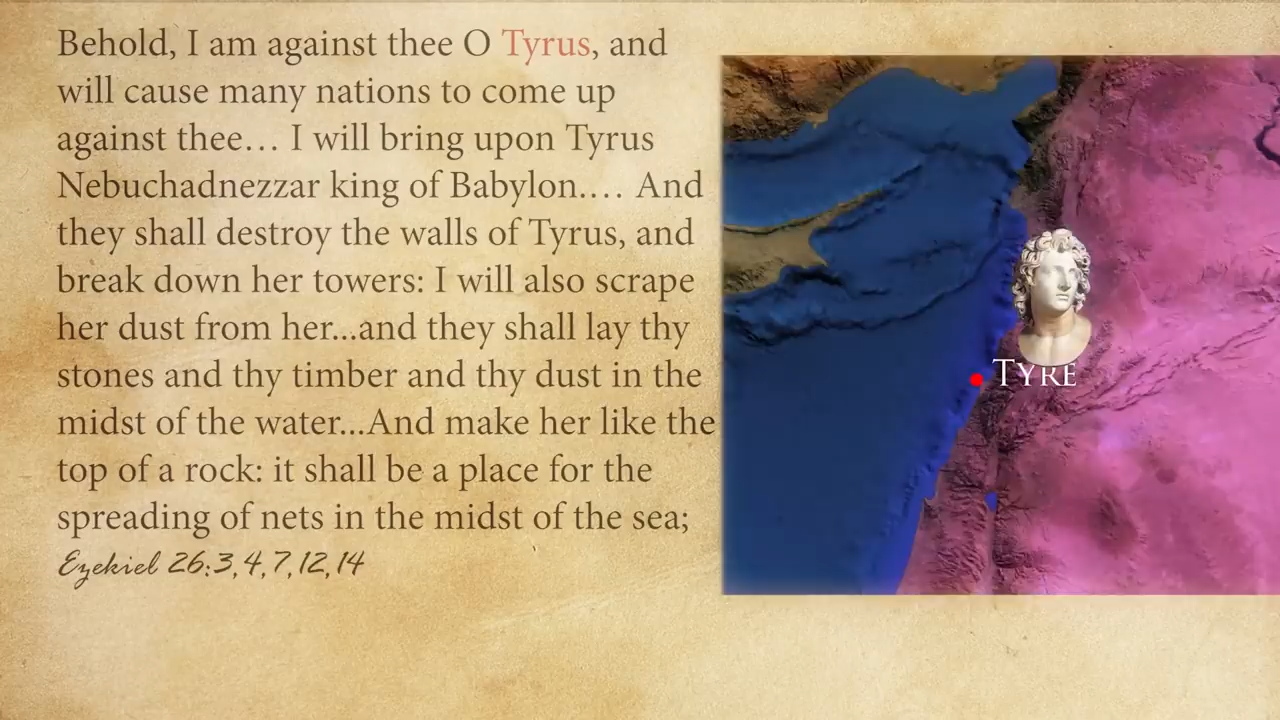 Behold, I am against thee O Tyrus, and
will cause many nations to come up
against thee… I will bring upon Tyrus
Nebuchadnezzar king of Babylon.… And
they shall destroy the walls of Tyrus, and
break down her towers: I will also scrape
her dust from her...and they shall lay thy
stones and thy timber and thy dust in the
midst of the water...And make her like the
top of a rock: it shall be a place for the
spreading of nets in the midst of the sea;
Ezekiel 26:3,4,7,12,14
TYRE